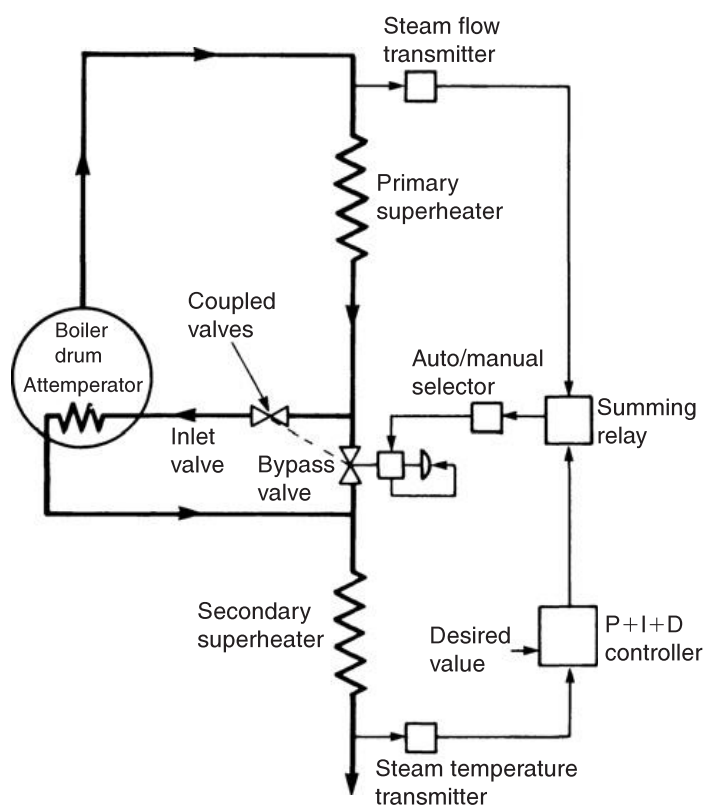 Steam flow
transmitter
Primary
superheater
Coupled
valves
Boiler
drum
Attemperator
Auto/manual
selector
Summing
relay
Inlet
valve
Bypass
valve
Secondary
superheater
Desired
value
P+I+D
controller
Steam temperature
transmitter